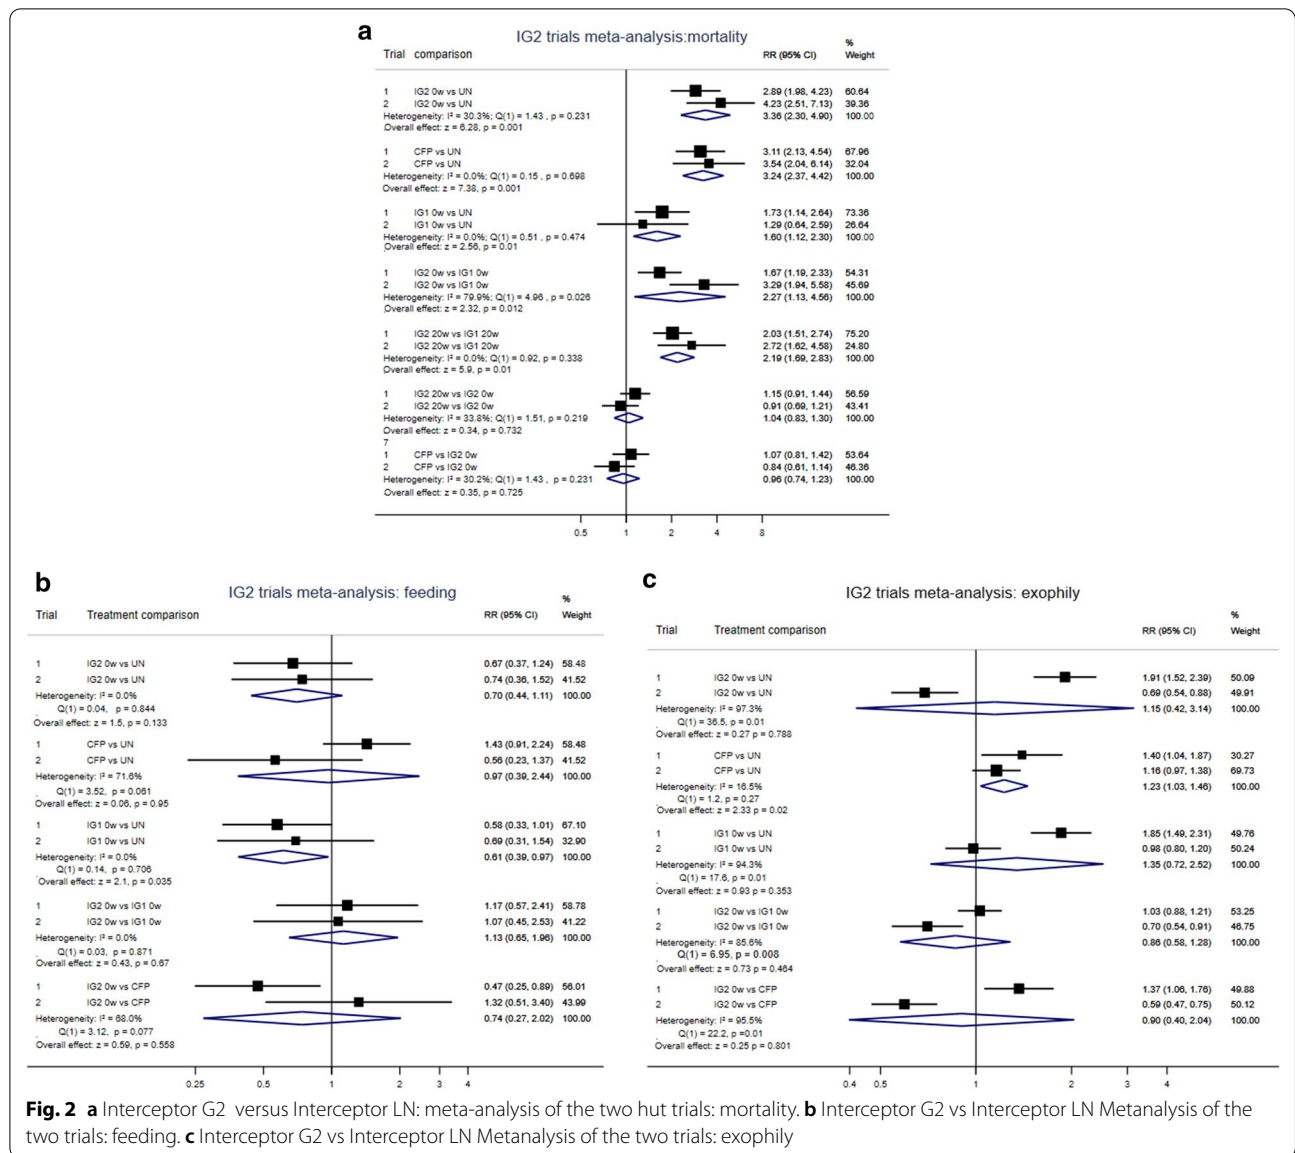 a
IG2 trials meta-analysis:mortality
Trial comparison RR (95% CI) % Weight
1 IG2 0w vs UN 2.89 (1.98, 4.23) 60.64
2 IG2 0w vs UN 4.23 (2.51, 7.13) 39.36
Heterogeneity: I² = 30.3%; Q(1) = 1.43 , p = 0.231 3.36 (2.30, 4.90) 100.00
Overall effect: z = 6.28, p = 0.001
1 CFP vs UN 3.11 (2.13, 4.54) 67.96
2 CFP vs UN 3.54 (2.04, 6.14) 32.04
Heterogeneity: I² = 0.0%; Q(1) = 0.15 , p = 0.698 3.24 (2.37, 4.42) 100.00
Overall effect: z = 7.38, p = 0.001
1 IG1 0w vs UN 1.73 (1.14, 2.64) 73.36
2 IG1 0w vs UN 1.29 (0.64, 2.59) 26.64
Heterogeneity: I² = 0.0%; Q(1) = 0.51 , p = 0.474 1.60 (1.12, 2.30) 100.00
Overall effect: z = 2.56, p = 0.01
1 IG2 0w vs IG1 0w 1.67 (1.19, 2.33) 54.31
2 IG2 0w vs IG1 0w 3.29 (1.94, 5.58) 45.69
Heterogeneity: I² = 79.9%; Q(1) = 4.96 , p = 0.026 2.27 (1.13, 4.56) 100.00
Overall effect: z = 2.32, p = 0.012
1 IG2 20w vs IG1 20w 2.03 (1.51, 2.74) 75.20
2 IG2 20w vs IG1 20w 2.72 (1.62, 4.58) 24.80
Heterogeneity: I² = 0.0%; Q(1) = 0.92, p = 0.338 2.19 (1.69, 2.83) 100.00
Overall effect: z = 5.9, p = 0.01
1 IG2 20w vs IG2 0w 1.15 (0.91, 1.44) 56.59
2 IG2 20w vs IG2 0w 0.91 (0.69, 1.21) 43.41
Heterogeneity: I² = 33.8%; Q(1) = 1.51, p = 0.219 1.04 (0.83, 1.30) 100.00
Overall effect: z = 0.34, p = 0.732
7
1 CFP vs IG2 0w 1.07 (0.81, 1.42) 53.64
2 CFP vs IG2 0w 0.84 (0.61, 1.14) 46.36
Heterogeneity: I² = 30.2%; Q(1) = 1.43 , p = 0.231 0.96 (0.74, 1.23) 100.00
Overall effect: z = 0.35, p = 0.725
0.5 1 2 4 8
b
IG2 trials meta-analysis: feeding
Trial Treatment comparison RR (95% CI) % Weight
1 IG2 0w vs UN 0.67 (0.37, 1.24) 58.48
2 IG2 0w vs UN 0.74 (0.36, 1.52) 41.52
Heterogeneity: I² = 0.0% 0.70 (0.44, 1.11) 100.00
Q(1) = 0.04, p = 0.844
Overall effect: z = 1.5, p = 0.133
1 CFP vs UN 1.43 (0.91, 2.24) 58.48
2 CFP vs UN 0.56 (0.23, 1.37) 41.52
Heterogeneity: I² = 71.6% 0.97 (0.39, 2.44) 100.00
Q(1) = 3.52, p = 0.061
Overall effect: z = 0.06, p = 0.95
1 IG1 0w vs UN 0.58 (0.33, 1.01) 67.10
2 IG1 0w vs UN 0.69 (0.31, 1.54) 32.90
Heterogeneity: I² = 0.0% 0.61 (0.39, 0.97) 100.00
Q(1) = 0.14, p = 0.706
Overall effect: z = 2.1, p = 0.035
1 IG2 0w vs IG1 0w 1.17 (0.57, 2.41) 58.78
2 IG2 0w vs IG1 0w 1.07 (0.45, 2.53) 41.22
Heterogeneity: I² = 0.0% 1.13 (0.65, 1.96) 100.00
Q(1) = 0.03, p = 0.871
Overall effect: z = 0.43, p = 0.67
1 IG2 0w vs CFP 0.47 (0.25, 0.89) 56.01
2 IG2 0w vs CFP 1.32 (0.51, 3.40) 43.99
Heterogeneity: I² = 68.0% 0.74 (0.27, 2.02) 100.00
Q(1) = 3.12, p = 0.077
Overall effect: z = 0.59, p = 0.558
0.25 0.5 1 2 3 4
c
IG2 trials meta-analysis: exophily
Trial Treatment comparison RR (95% CI) % Weight
1 IG2 0w vs UN 1.91 (1.52, 2.39) 50.09
2 IG2 0w vs UN 0.69 (0.54, 0.88) 49.91
Heterogeneity: I² = 97.3% 1.15 (0.42, 3.14) 100.00
Q(1) = 36.5, p = 0.01
Overall effect: z = 0.27 p = 0.788
1 CFP vs UN 1.40 (1.04, 1.87) 30.27
2 CFP vs UN 1.16 (0.97, 1.38) 69.73
Heterogeneity: I² = 16.5% 1.23 (1.03, 1.46) 100.00
Q(1) = 1.2, p = 0.27
Overall effect: z = 2.33 p = 0.02
1 IG1 0w vs UN 1.85 (1.49, 2.31) 49.76
2 IG1 0w vs UN 0.98 (0.80, 1.20) 50.24
Heterogeneity: I² = 94.3% 1.35 (0.72, 2.52) 100.00
Q(1) = 17.6, p = 0.01
Overall effect: z = 0.93 p = 0.353
1 IG2 0w vs IG1 0w 1.03 (0.88, 1.21) 53.25
2 IG2 0w vs IG1 0w 0.70 (0.54, 0.91) 46.75
Heterogeneity: I² = 85.6% 0.86 (0.58, 1.28) 100.00
Q(1) = 6.95, p = 0.008
Overall effect: z = 0.73 p = 0.464
1 IG2 0w vs CFP 1.37 (1.06, 1.76) 49.88
2 IG2 0w vs CFP 0.59 (0.47, 0.75) 50.12
Heterogeneity: I² = 95.5% 0.90 (0.40, 2.04) 100.00
Q(1) = 22.2, p =0.01
Overall effect: z = 0.25 p = 0.801
0.4 0.5 1 2 3 4
Fig. 2 a Interceptor G2 versus Interceptor LN: meta-analysis of the two hut trials: mortality. b Interceptor G2 vs Interceptor LN Metanalysis of the
two trials: feeding. c Interceptor G2 vs Interceptor LN Metanalysis of the two trials: exophily